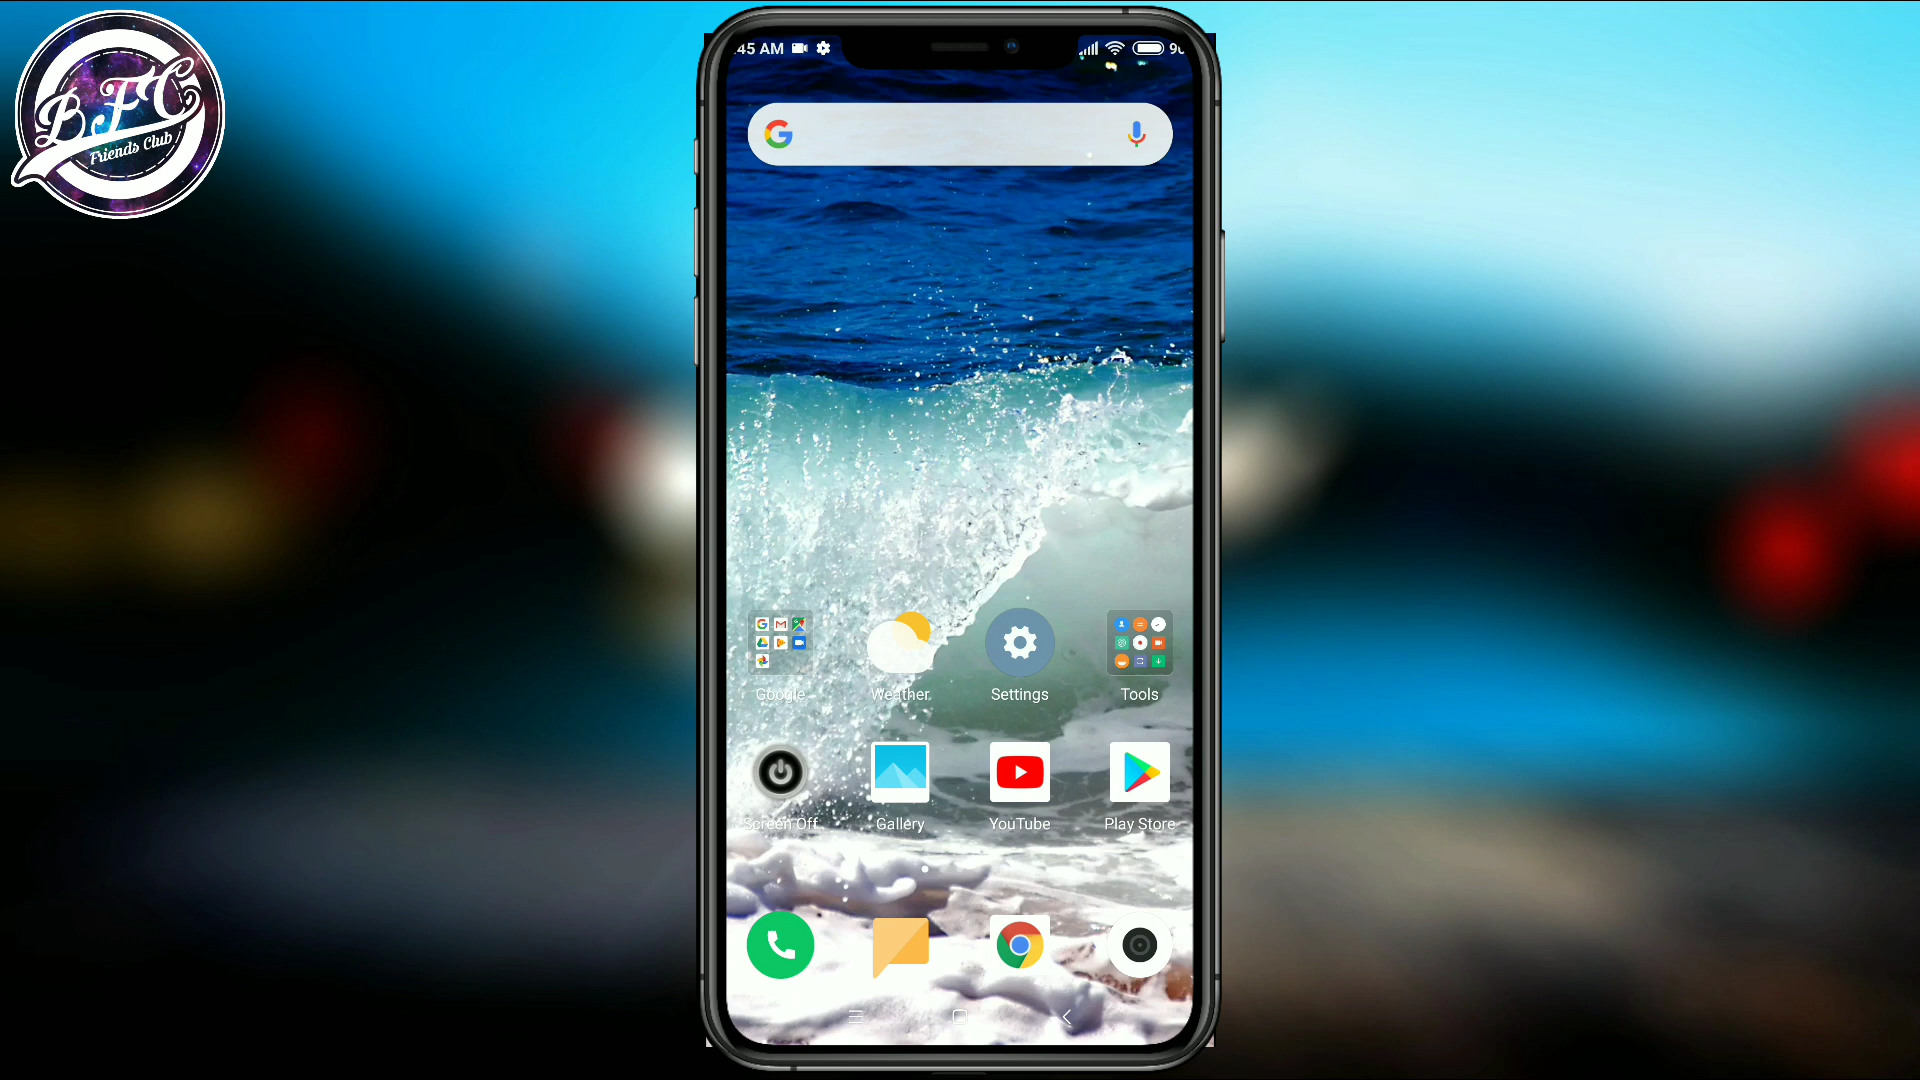 BFC
Friends Club
:45 AM
Google
Weather
Settings
Tools
Screen Off
Gallery
YouTube
Play Store